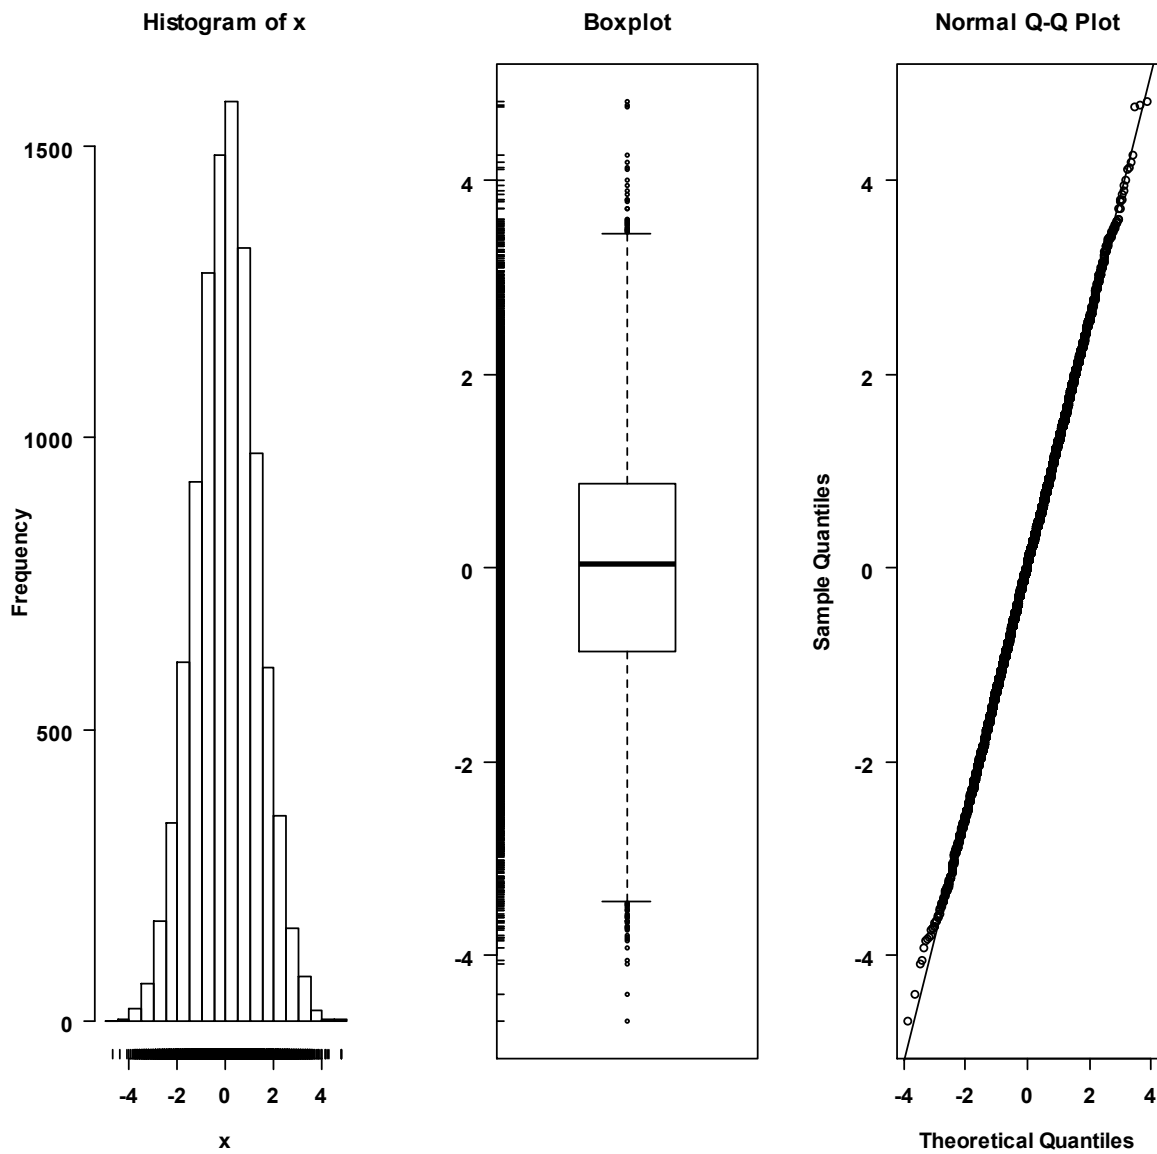 Histogram of x
Boxplot
Normal Q-Q Plot
1500
1000
500
0
Frequency
-4 -2 0 2 4
x
4
2
0
-2
-4
4
2
0
-2
-4
Sample Quantiles
-4 -2 0 2 4
Theoretical Quantiles